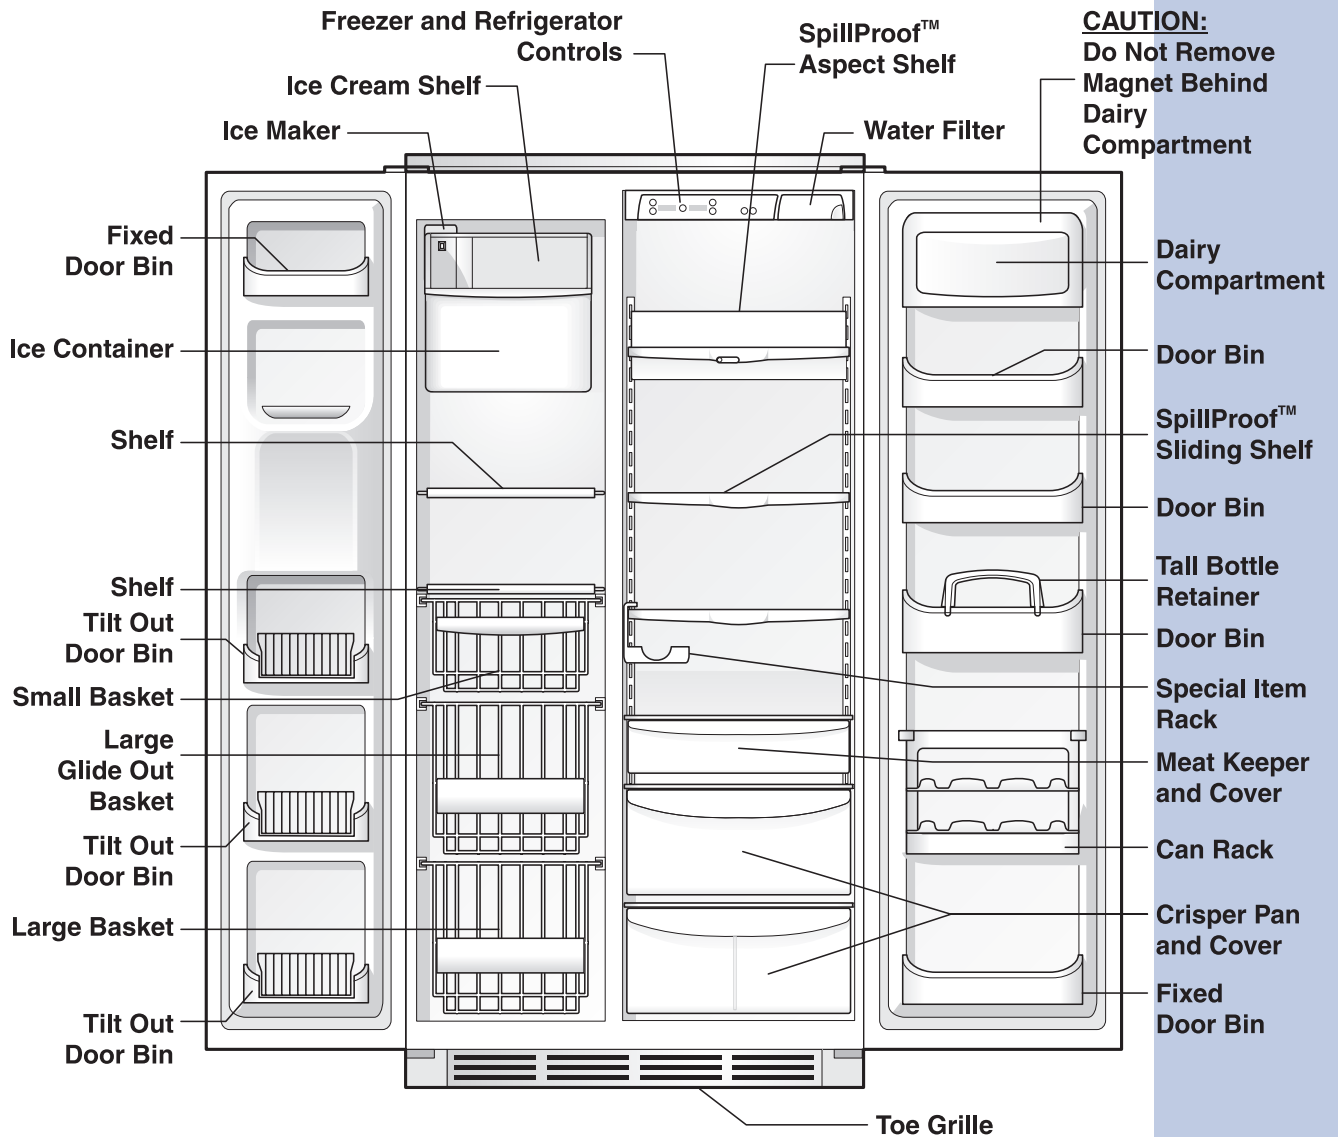 Freezer and Refrigerator
Controls
SpillProof™
Aspect Shelf
CAUTION:
Do Not Remove
Magnet Behind
Dairy
Compartment
Ice Cream Shelf
Ice Maker
Water Filter
Fixed
Door Bin
Ice Container
Shelf
Shelf
Tilt Out
Door Bin
Small Basket
Large
Glide Out
Basket
Tilt Out
Door Bin
Large Basket
Tilt Out
Door Bin
Dairy
Compartment
Door Bin
SpillProof™
Sliding Shelf
Door Bin
Tall Bottle
Retainer
Door Bin
Special Item
Rack
Meat Keeper
and Cover
Can Rack
Crisper Pan
and Cover
Fixed
Door Bin
Toe Grille